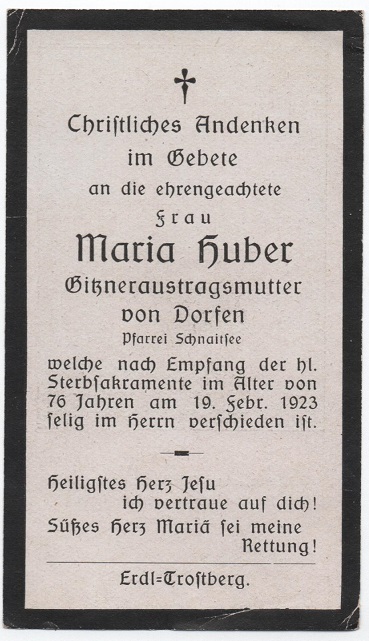 Chriſtliches Andenken
im Gebete
an die ehrengeachtete
Frau
Maria Huber
Gitzneraustragsmutter
von Dorfen
Pfarrei Schnaitſee
welche nach Empfang der hl.
Sterbſakramente im Alter von
76 Jahren am 19. Febr. 1923
ſelig im Herrn verſchieden iſt.
Heiligſtes Herz Jeſu
ich vertraue auf dich!
Süßes Herz Mariä ſei meine
Rettung!
Erdl=Troſtberg.